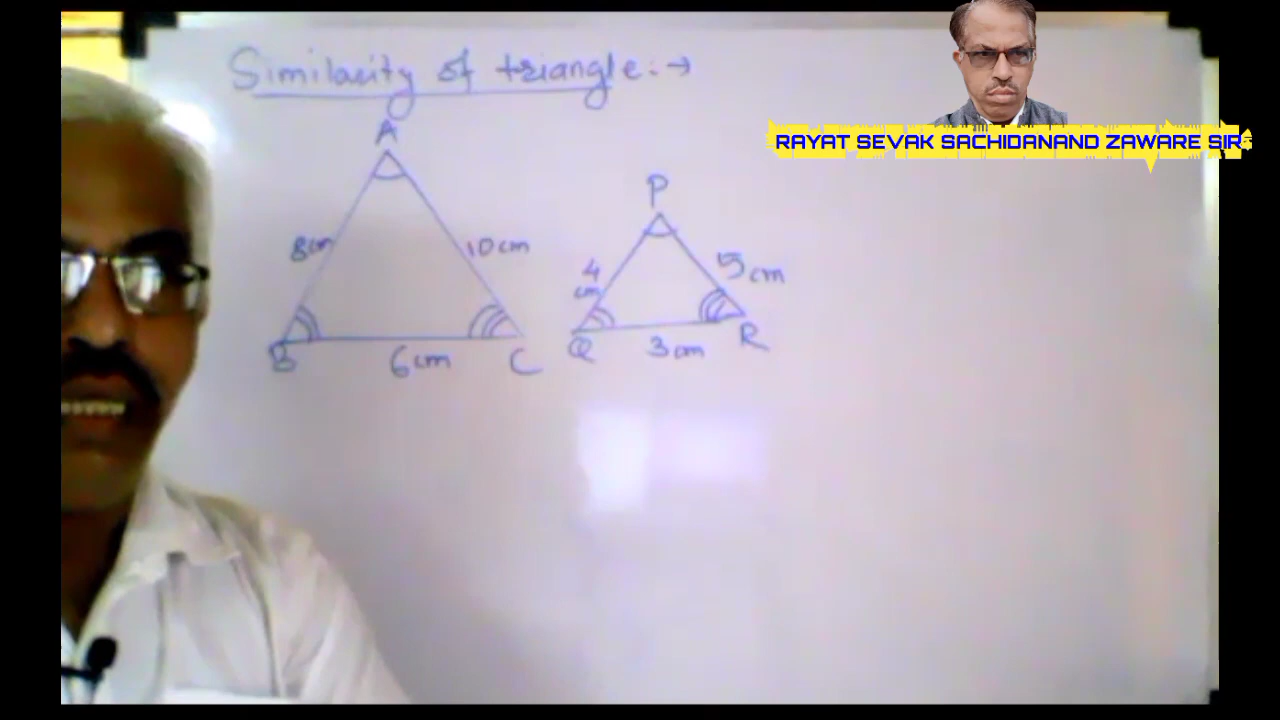 Similarity of triangle :→
RAYAT SEVAK SACHIDANAND ZAWARE SIR
A
P
8cm
10cm
4
cm
5cm
B
6cm
C
Q
3cm
R